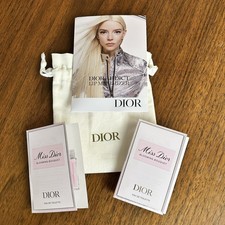 DIOR ADDICT
LIP MAXIMIZER
DIOR
DIOR
Miss Dior
BLOOMING BOUQUET
DIOR
Miss Dior
BLOOMING BOUQUET
DIOR